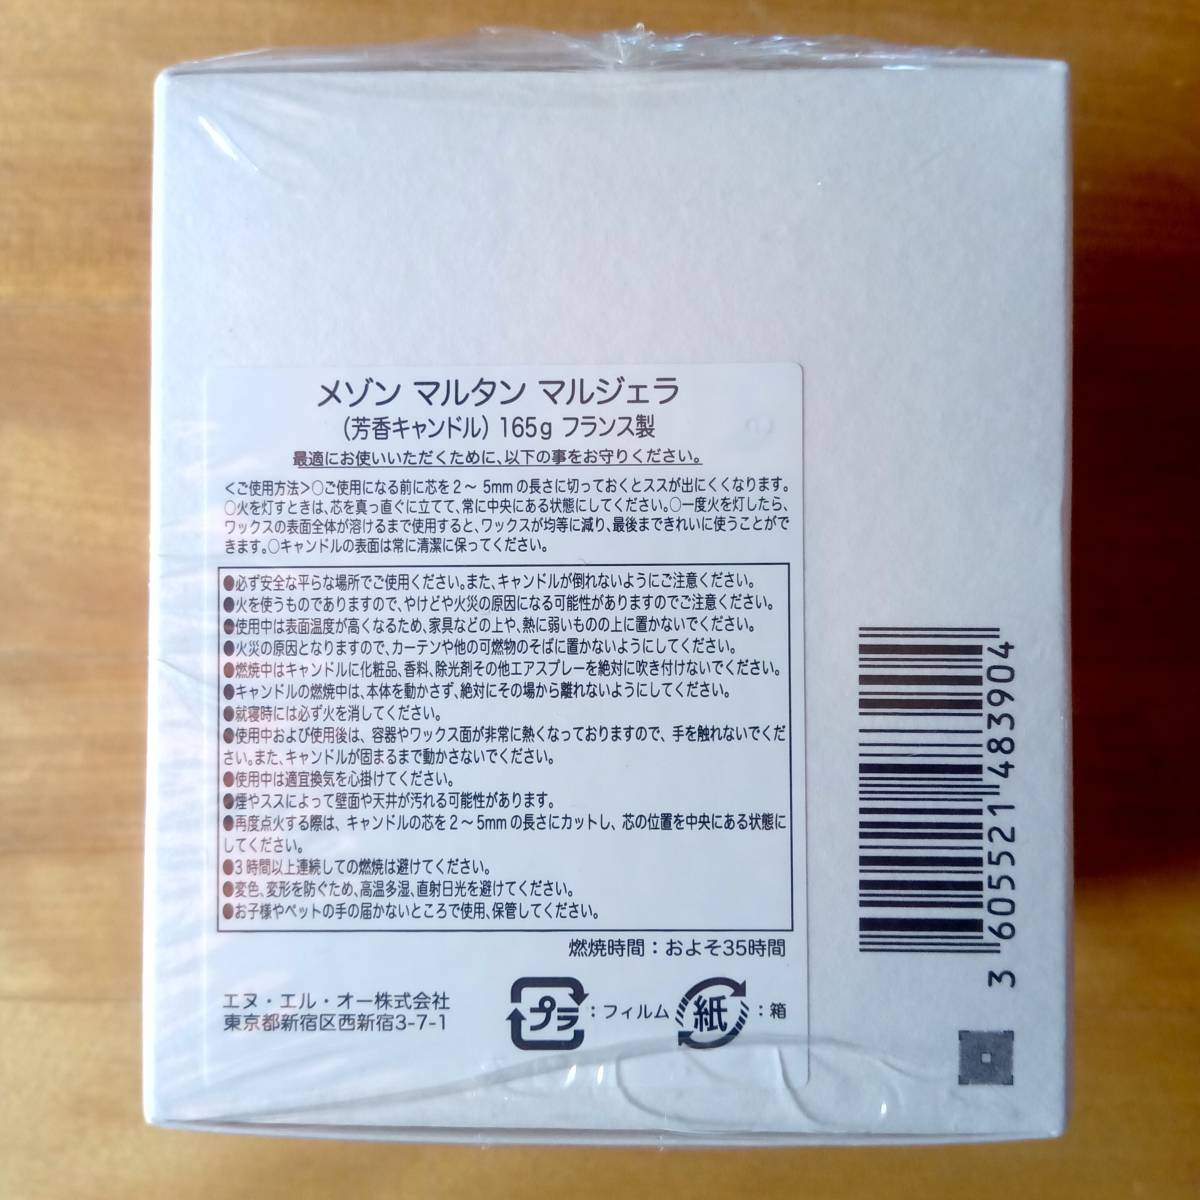 メゾン マルタン マルジェラ
(芳香キャンドル) 165g フランス製
最適にお使いいただくために、以下の事をお守りください。
＜ご使用方法＞○ご使用になる前に芯を2～5mmの長さに切っておくとススが出にくくなります。
○火を灯すときは、芯を真っ直ぐに立てて、常に中央にある状態にしてください。○一度火を灯したら、
ワックスの表面全体が溶けるまで使用すると、ワックスが均等に減り、最後まできれいに使うことがで
きます。○キャンドルの表面は常に清潔に保ってください。
●必ず安全な平らな場所でご使用ください。また、キャンドルが倒れないようにご注意ください。
●火を使うものでありますので、やけどや火災の原因になる可能性がありますのでご注意ください。
●使用中は表面温度が高くなるため、家具などの上や、熱に弱いものの上に置かないでください。
●火災の原因となりますので、カーテンや他の可燃物のそばに置かないようにしてください。
●燃焼中はキャンドルに化粧品、香料、除光剤その他エアスプレーを絶対に吹き付けないでください。
●キャンドルの燃焼中は、本体を動かさず、絶対にその場から離れないようにしてください。
●就寝時には必ず火を消してください。
●使用中および使用後は、容器やワックス面が非常に熱くなっておりますので、手を触れないでくだ
さい。また、キャンドルが固まるまで動かさないでください。
●使用中は適宜換気を心掛けてください。
●煙やススによって壁面や天井が汚れる可能性があります。
●再度点火する際は、キャンドルの芯を2～5mmの長さにカットし、芯の位置を中央にある状態に
してください。
●3時間以上連続しての燃焼は避けてください。
●変色、変形を防ぐため、高温多湿、直射日光を避けてください。
●お子様やペットの手の届かないところで使用、保管してください。
燃焼時間：およそ35時間
エヌ・エル・オー株式会社
東京都新宿区西新宿3-7-1
プラ：フィルム 紙：箱
3 605521 483904